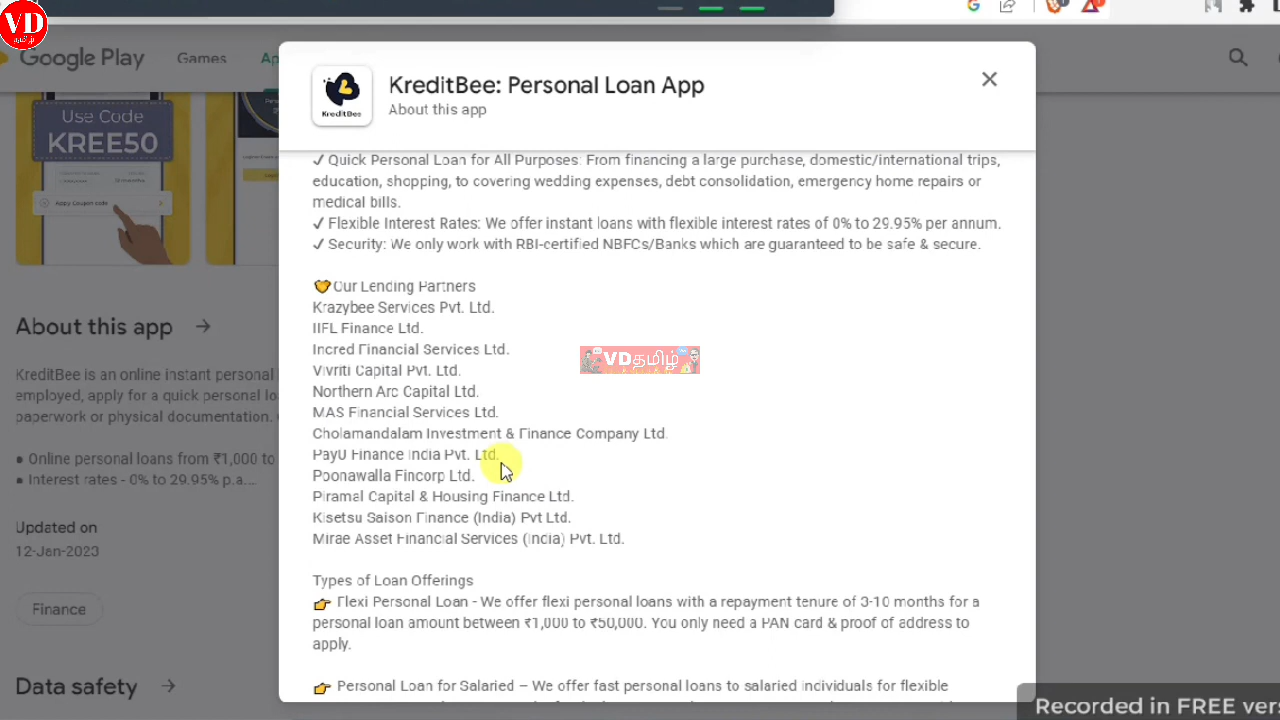 VD
தமிழ்
Google Play
Games
Ap
Use Code
KREE50
Apply Coupon code
About this app
KreditBee is an online instant personal
employed, apply for a quick personal lo
paperwork or physical documentation.
● Online personal loans from ₹1,000 to
● Interest rates - 0% to 29.95% p.a...
Updated on
12-Jan-2023
Finance
Data safety
KreditBee
KreditBee: Personal Loan App
About this app
✓ Quick Personal Loan for All Purposes: From financing a large purchase, domestic/international trips,
education, shopping, to covering wedding expenses, debt consolidation, emergency home repairs or
medical bills.
✓ Flexible Interest Rates: We offer instant loans with flexible interest rates of 0% to 29.95% per annum.
✓ Security: We only work with RBI-certified NBFCs/Banks which are guaranteed to be safe & secure.
Our Lending Partners
Krazybee Services Pvt. Ltd.
IIFL Finance Ltd.
Incred Financial Services Ltd.
Vivriti Capital Pvt. Ltd.
Northern Arc Capital Ltd.
MAS Financial Services Ltd.
Cholamandalam Investment & Finance Company Ltd.
PayU Finance India Pvt. Ltd.
Poonawalla Fincorp Ltd.
Piramal Capital & Housing Finance Ltd.
Kisetsu Saison Finance (India) Pvt Ltd.
Mirae Asset Financial Services (India) Pvt. Ltd.
VDதமிழ்
Types of Loan Offerings
👉 Flexi Personal Loan - We offer flexi personal loans with a repayment tenure of 3-10 months for a
personal loan amount between ₹1,000 to ₹50,000. You only need a PAN card & proof of address to
apply.
👉 Personal Loan for Salaried – We offer fast personal loans to salaried individuals for flexible
Recorded in FREE vers